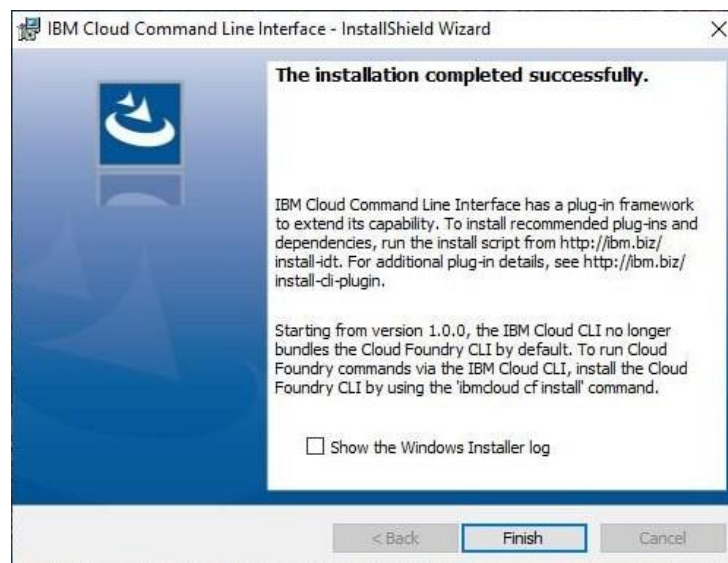 IBM Cloud Command Line Interface - InstallShield Wizard
The installation completed successfully.
IBM Cloud Command Line Interface has a plug-in framework
to extend its capability. To install recommended plug-ins and
dependencies, run the install script from http://ibm.biz/
install-idt. For additional plug-in details, see http://ibm.biz/
install-cli-plugin.
Starting from version 1.0.0, the IBM Cloud CLI no longer
bundles the Cloud Foundry CLI by default. To run Cloud
Foundry commands via the IBM Cloud CLI, install the Cloud
Foundry CLI by using the 'ibmcloud cf install' command.
Show the Windows Installer log
< Back Finish Cancel